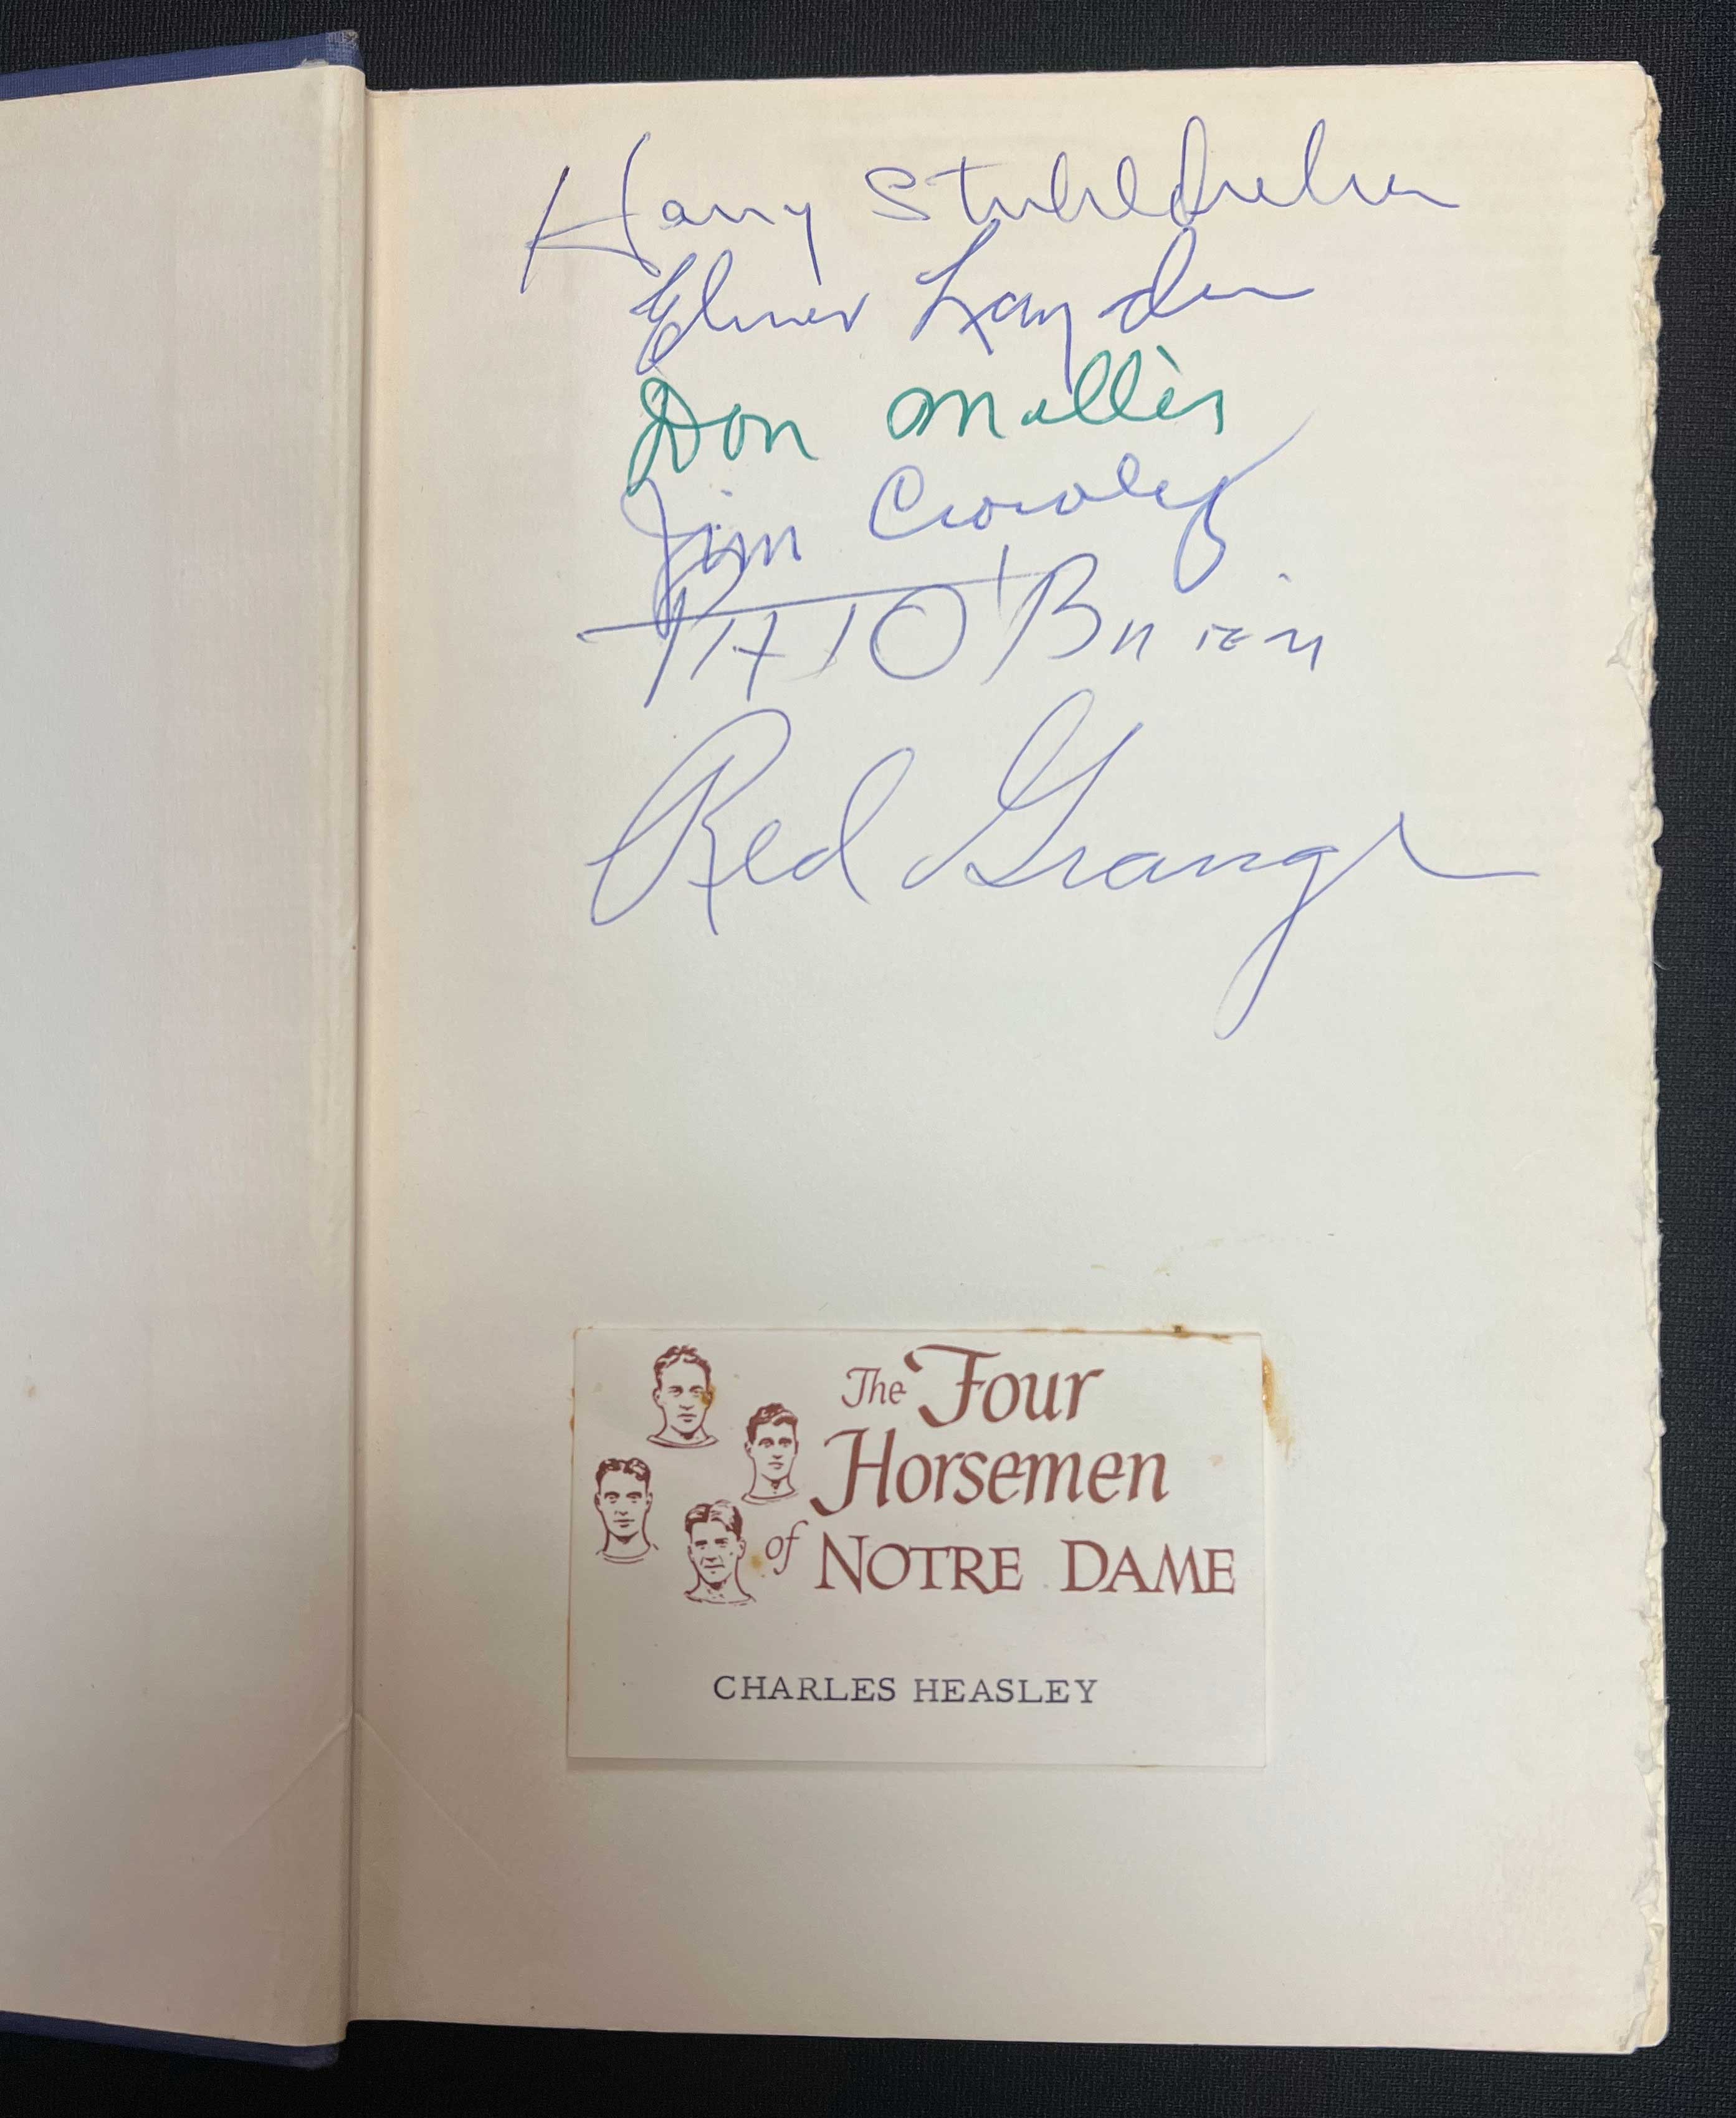 Harry Stuhldreher
Elmer Layden
Don Miller
Jim Crowley
PAT O'Brien
Red Grange
The Four
Horsemen
of NOTRE DAME
CHARLES HEASLEY